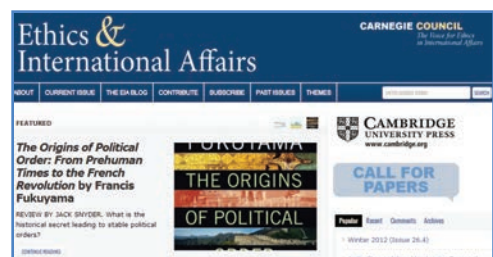 Ethics &
International Affairs
CARNEGIE COUNCIL
The Voice for Ethics
in International Affairs
ABOUT CURRENT ISSUE THE EIA BLOG CONTRIBUTE SUBSCRIBE PAST ISSUES THEMES SEARCH
FEATURED
The Origins of Political
Order: From Prehuman
Times to the French
Revolution by Francis
Fukuyama
REVIEW BY JACK SNYDER. What is the
historical secret leading to stable political
orders?
CONTINUE READING
FUKUYAMA
THE ORIGINS
OF POLITICAL
ORDER
CAMBRIDGE
UNIVERSITY PRESS
www.cambridge.org
CALL FOR
PAPERS
Popular Recent Comments Archives
Winter 2012 (Issue 26.4)